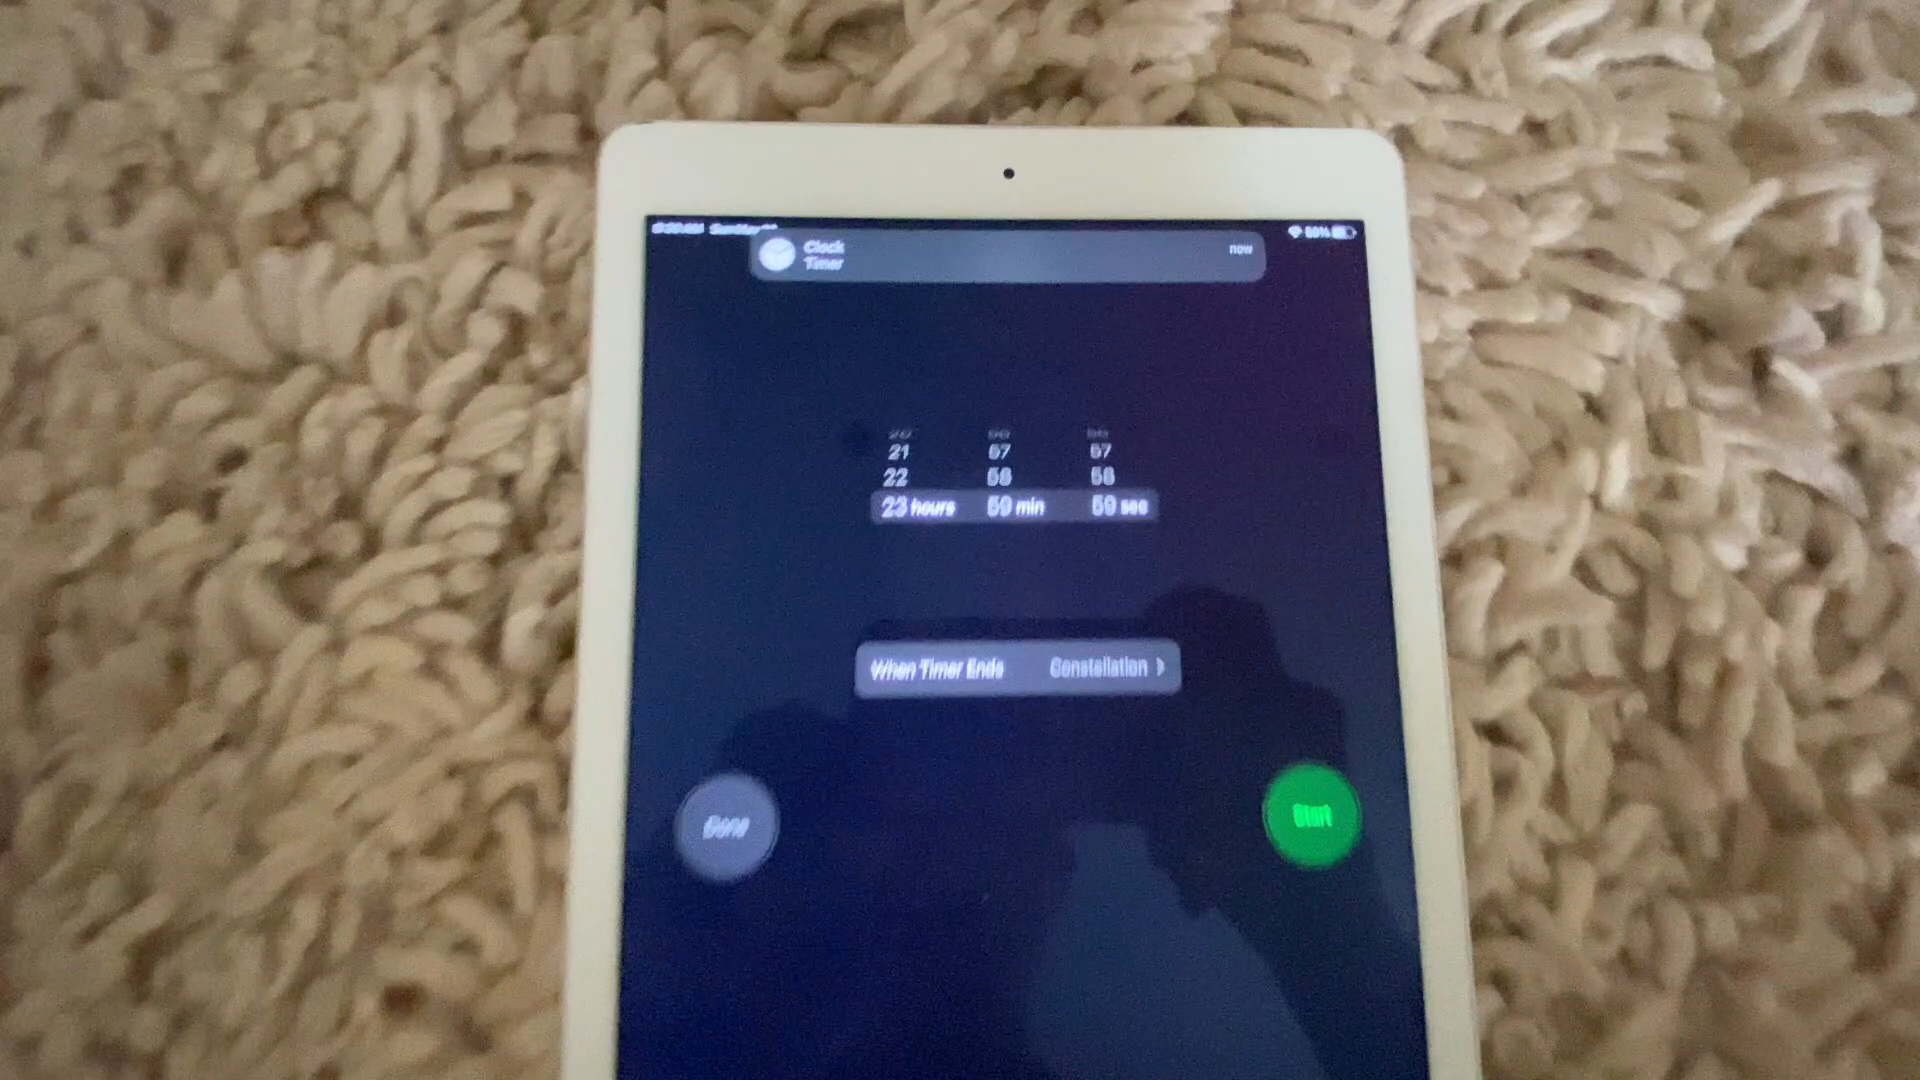 Clock
now
Timer
21 57 57
22 58 58
23 hours 59 min 59 sec
When Timer Ends Constellation
Start